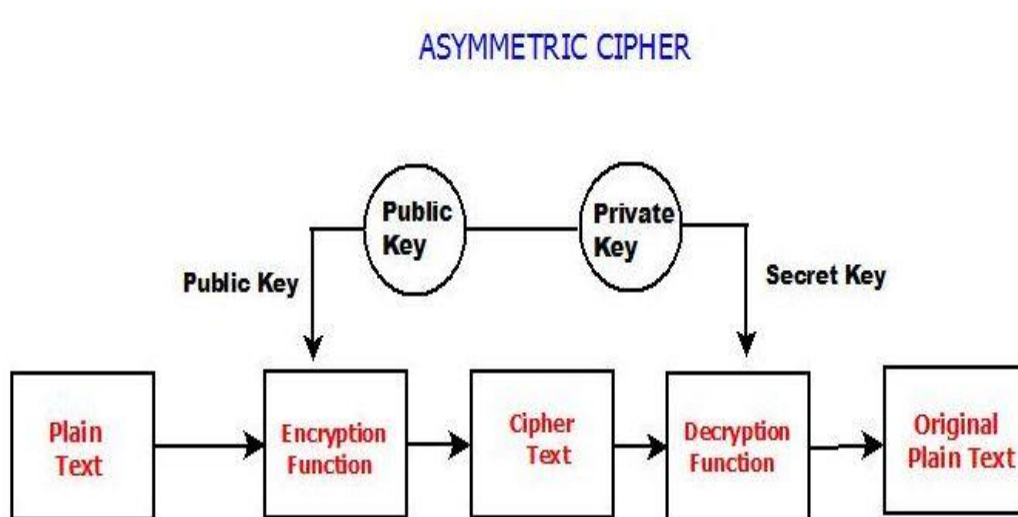 ASYMMETRIC CIPHER
Public
Key
Private
Key
Public Key
Secret Key
Plain
Text
Encryption
Function
Cipher
Text
Decryption
Function
Original
Plain Text